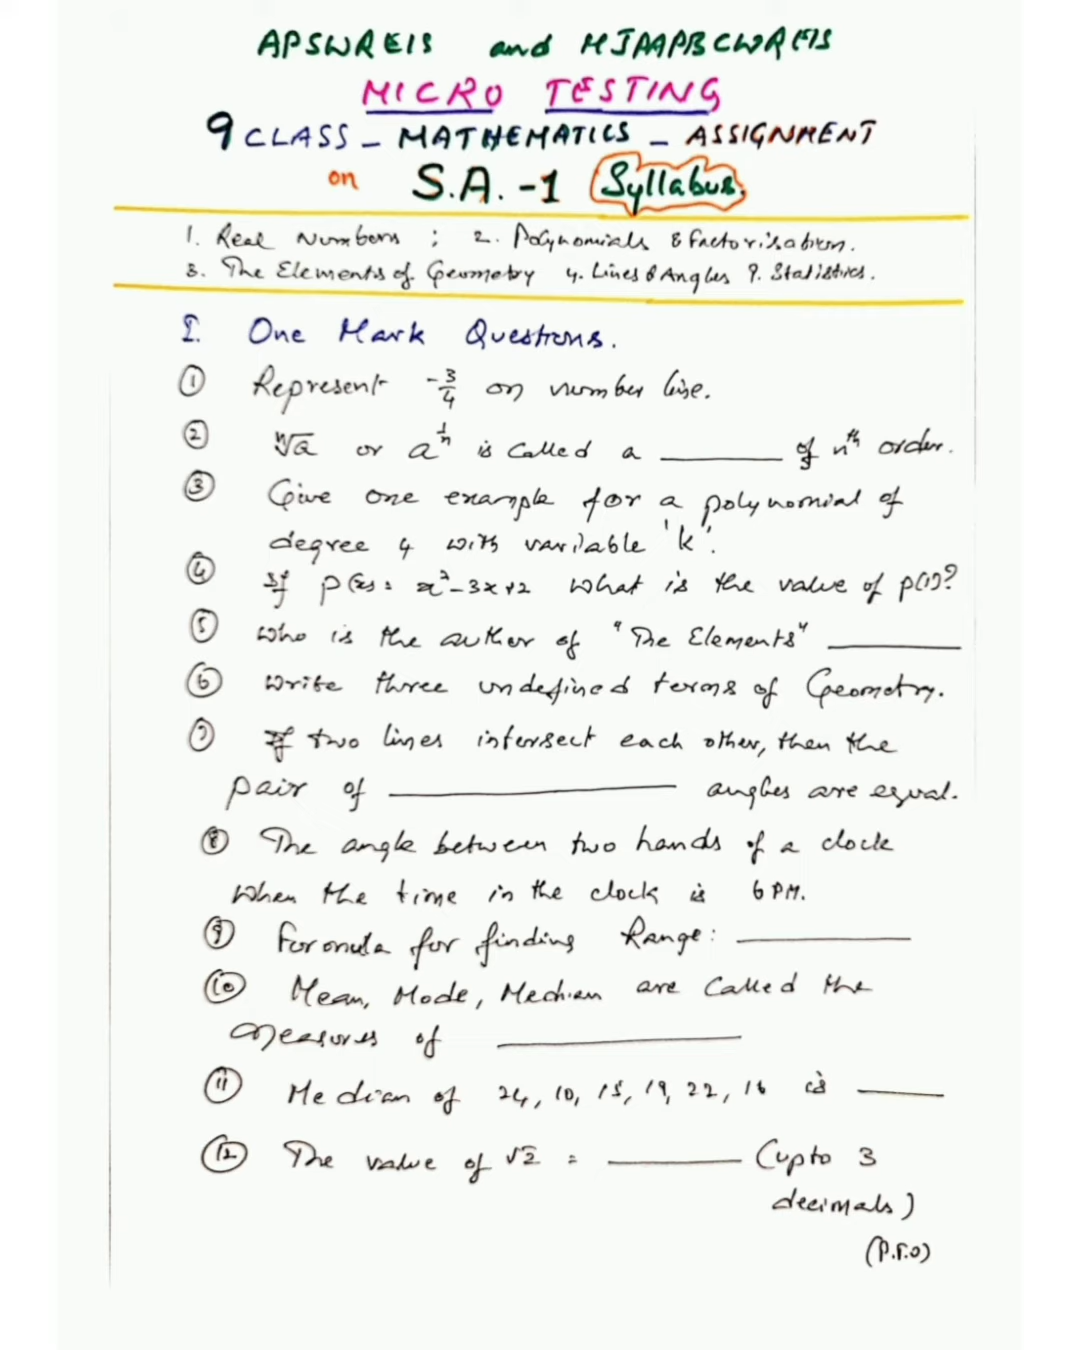 APSWREIS and MJPAPBCWREIS
MICRO TESTING
9 CLASS - MATHEMATICS - ASSIGNMENT
on S.A. -1 Syllabus.
1. Real Numbers ; 2. Polynomials & Factorisation.
3. The Elements of Geometry 4. Lines & Angles 9. Statistics.
I. One Mark Questions.
① Represent -3/4 on number line.
② ⁿ√a or a^(1/n) is called a ______ of nth order.
③ Give one example for a polynomial of
degree 4 with variable 'k'.
④ If p(x) = x² - 3x + 2 what is the value of p(1)?
⑤ Who is the author of "The Elements" ______
⑥ Write three undefined terms of Geometry.
⑦ If two lines intersect each other, then the
pair of ______ angles are equal.
⑧ The angle between two hands of a clock
when the time in the clock is 6 PM.
⑨ Formula for finding Range: ______
⑩ Mean, Mode, Median are called the
measures of ______
⑪ Median of 24, 10, 15, 19, 22, 16 is ______
⑫ The value of √2 = ______ (upto 3
decimals)
(P.T.O)